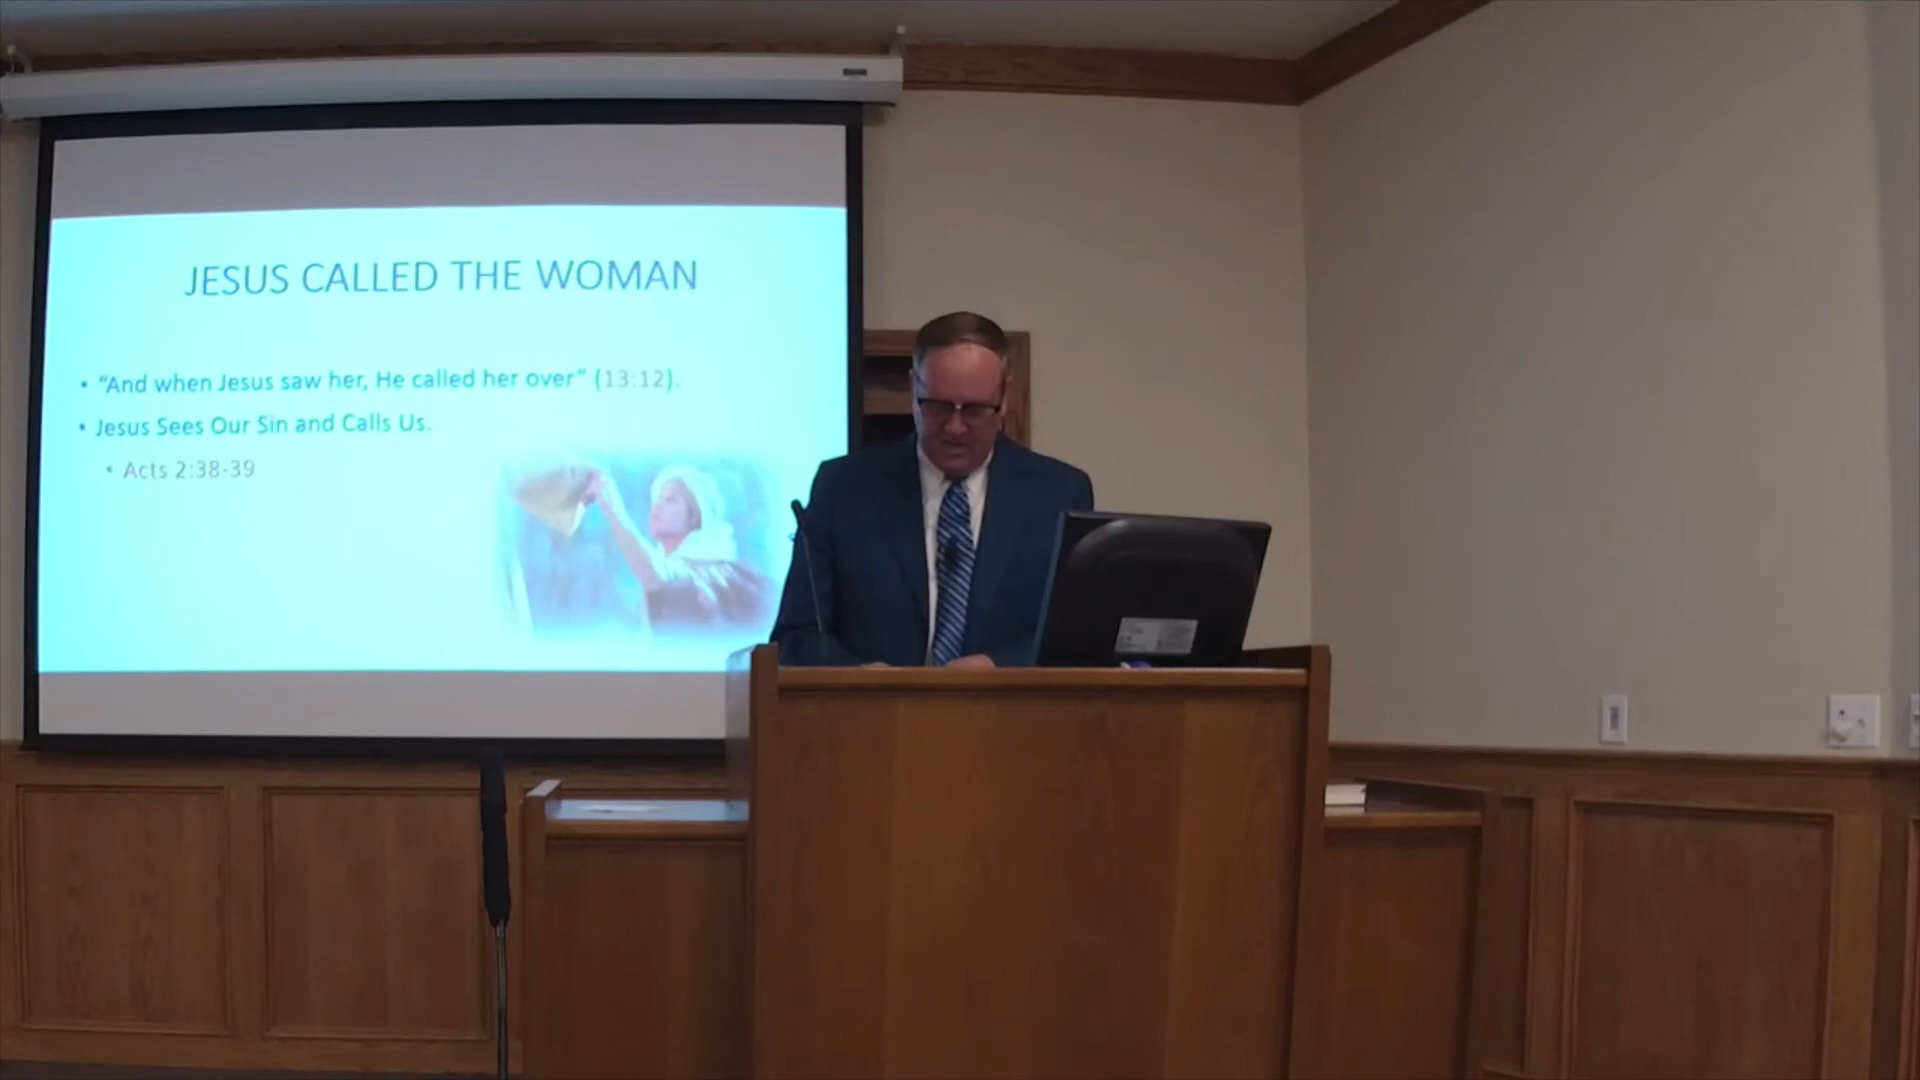 JESUS CALLED THE WOMAN
• “And when Jesus saw her, He called her over” (13:12).
• Jesus Sees Our Sin and Calls Us.
• Acts 2:38-39